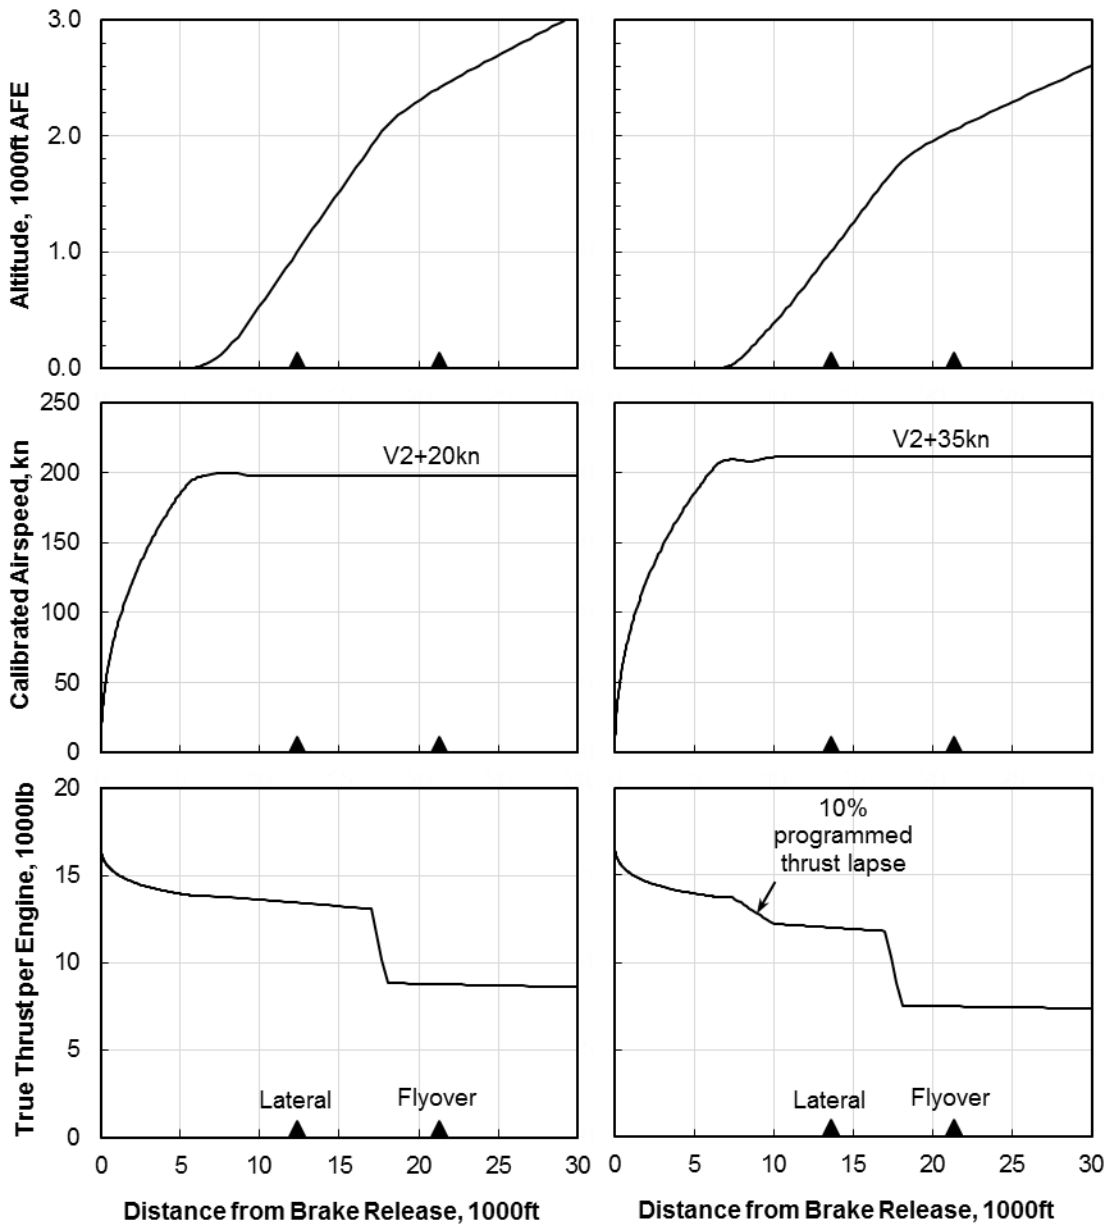 3.0
2.0
1.0
0.0
Altitude, 1000ft AFE
250
200
150
100
50
0
Calibrated Airspeed, kn
V2+20kn
V2+35kn
20
15
10
5
0
True Thrust per Engine, 1000lb
10%
programmed
thrust lapse
Lateral
Flyover
Lateral
Flyover
0 5 10 15 20 25 30
0 5 10 15 20 25 30
Distance from Brake Release, 1000ft
Distance from Brake Release, 1000ft